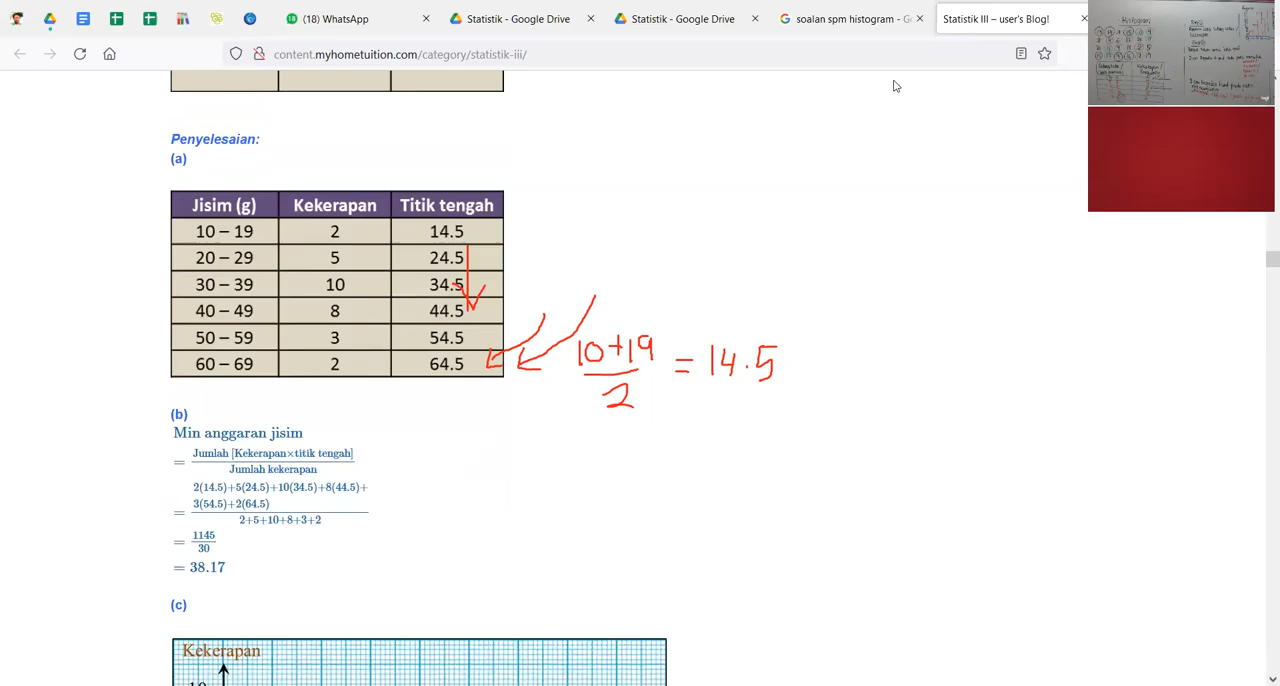 (18) WhatsApp
Statistik - Google Drive
Statistik - Google Drive
soalan spm histogram - Go
Statistik III – user's Blog!
content.myhometuition.com/category/statistik-iii/
Histogram
Penyelesaian:
(a)
Jisim (g) Kekerapan Titik tengah
10 – 19 2 14.5
20 – 29 5 24.5
30 – 39 10 34.5
40 – 49 8 44.5
50 – 59 3 54.5
60 – 69 2 64.5
10+19
2
= 14.5
(b)
Min anggaran jisim
= Jumlah [Kekerapan×titik tengah]
Jumlah kekerapan
2(14.5)+5(24.5)+10(34.5)+8(44.5)+
= 3(54.5)+2(64.5)
2+5+10+8+3+2
= 1145
30
= 38.17
(c)
Kekerapan
10